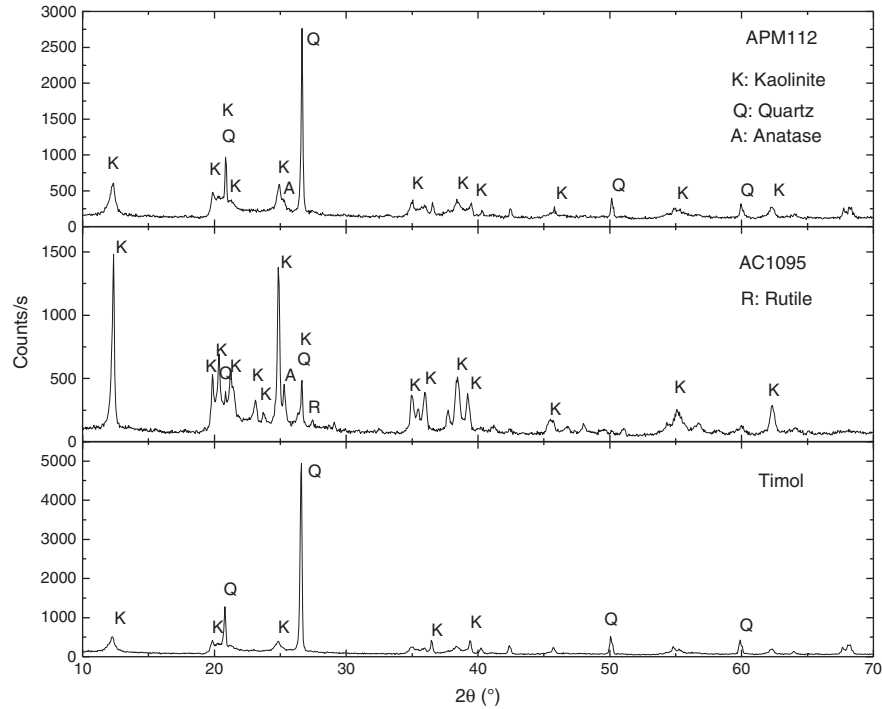 3000
2500
2000
1500
1000
500
0
APM112
K: Kaolinite
Q: Quartz
A: Anatase
K
K
K
Q
K
K
A
Q
K
K
K
K
Q
K
Q
K
Counts/s
1500
1000
500
0
AC1095
R: Rutile
K
K
K
Q
K
K
K
K
A
K
Q
R
K
K
K
K
K
K
K
5000
4000
3000
2000
1000
0
Timol
K
K
Q
K
Q
K
K
Q
Q
10 20 30 40 50 60 70
2θ (°)